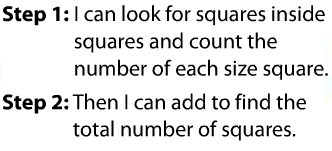 Step 1: I can look for squares inside
squares and count the
number of each size square.
Step 2: Then I can add to find the
total number of squares.